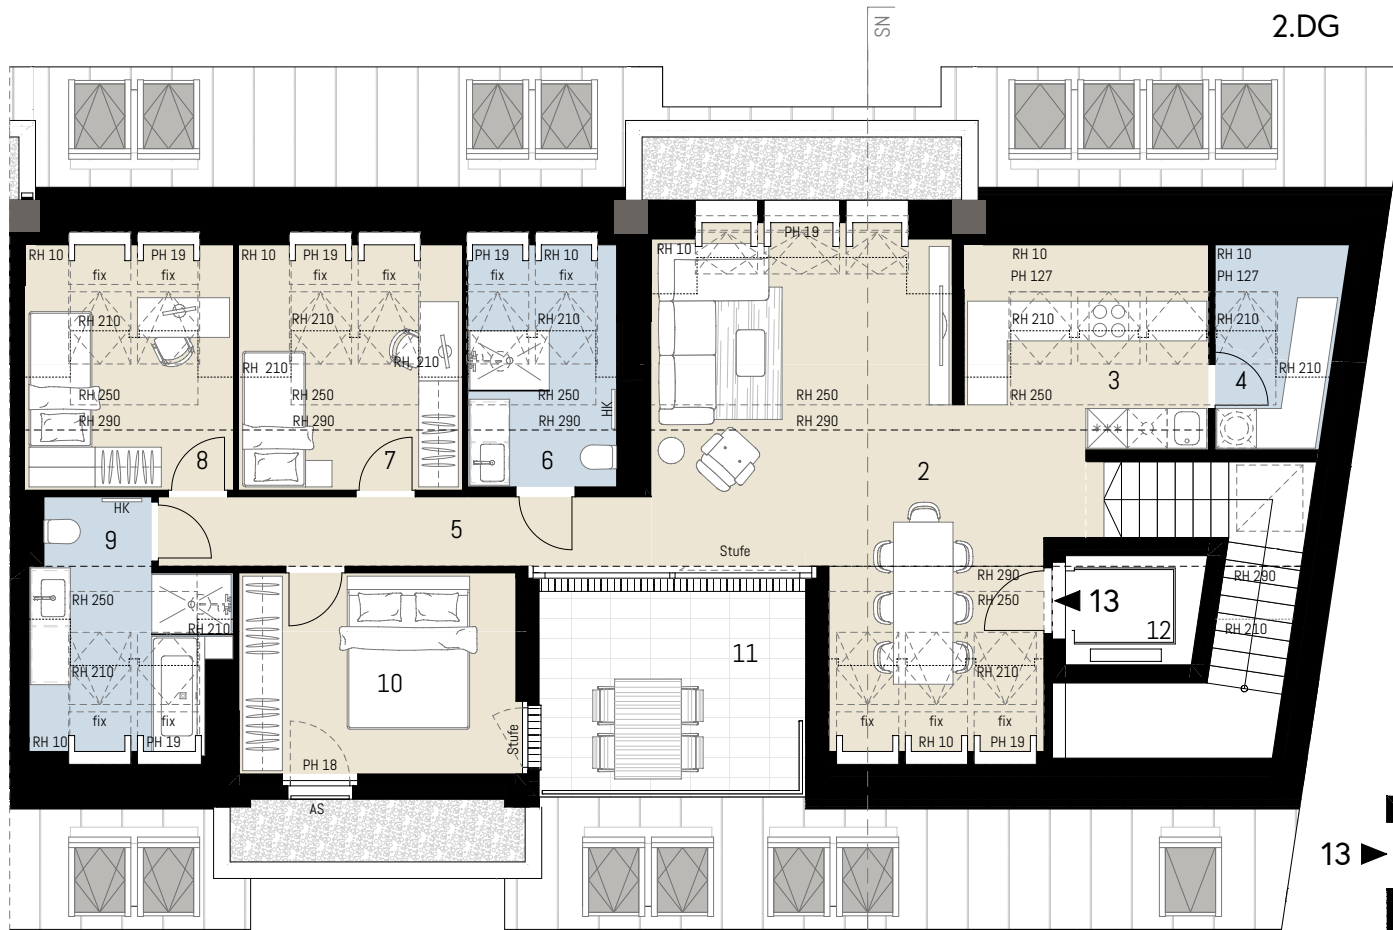 2.DG
SN
PH 19
RH 10 PH 19
fix fix
RH 10 PH 19
fix fix
PH 19 RH 10
fix fix
RH 10
RH 10
PH 127
RH 10
PH 127
RH 210
RH 210
RH 210
RH 210
RH 210
RH 210
RH 210
RH 210
3
4
RH 250
RH 250
RH 250
RH 250
RH 250
HK
RH 290
RH 290
RH 290
RH 290
8
7
6
2
HK
9
5
Stufe
RH 290
RH 290
RH 250
RH 250
13
12
RH 210
RH 210
11
RH 210
RH 210
10
fix fix
fix fix fix
RH 10 PH 19
Stufe
RH 10 PH 19
PH 18
AS
13